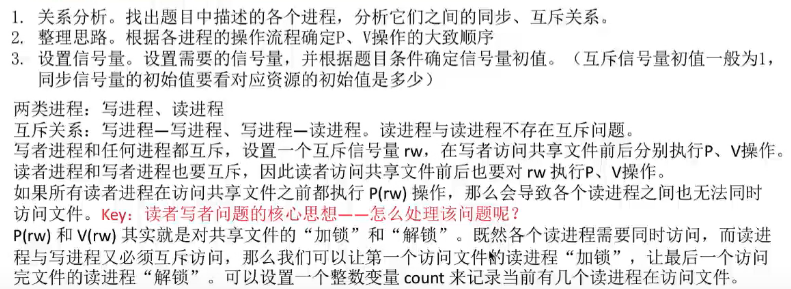 1. 关系分析。找出题目中描述的各个进程，分析它们之间的同步、互斥关系。
2. 整理思路。根据各进程的操作流程确定P、V操作的大致顺序
3. 设置信号量。设置需要的信号量，并根据题目条件确定信号量初值。（互斥信号量初值一般为1，
同步信号量的初始值要看对应资源的初始值是多少）
两类进程：写进程、读进程
互斥关系：写进程—写进程、写进程—读进程。读进程与读进程不存在互斥问题。
写者进程和任何进程都互斥，设置一个互斥信号量 rw，在写者访问共享文件前后分别执行P、V操作。
读者进程和写者进程也要互斥，因此读者访问共享文件前后也要对 rw 执行P、V操作。
如果所有读者进程在访问共享文件之前都执行 P(rw) 操作，那么会导致各个读进程之间也无法同时
访问文件。Key：读者写者问题的核心思想——怎么处理该问题呢？
P(rw) 和 V(rw) 其实就是对共享文件的“加锁”和“解锁”。既然各个读进程需要同时访问，而读进
程与写进程又必须互斥访问，那么我们可以让第一个访问文件的读进程“加锁”，让最后一个访问
完文件的读进程“解锁”。可以设置一个整数变量 count 来记录当前有几个读进程在访问文件。